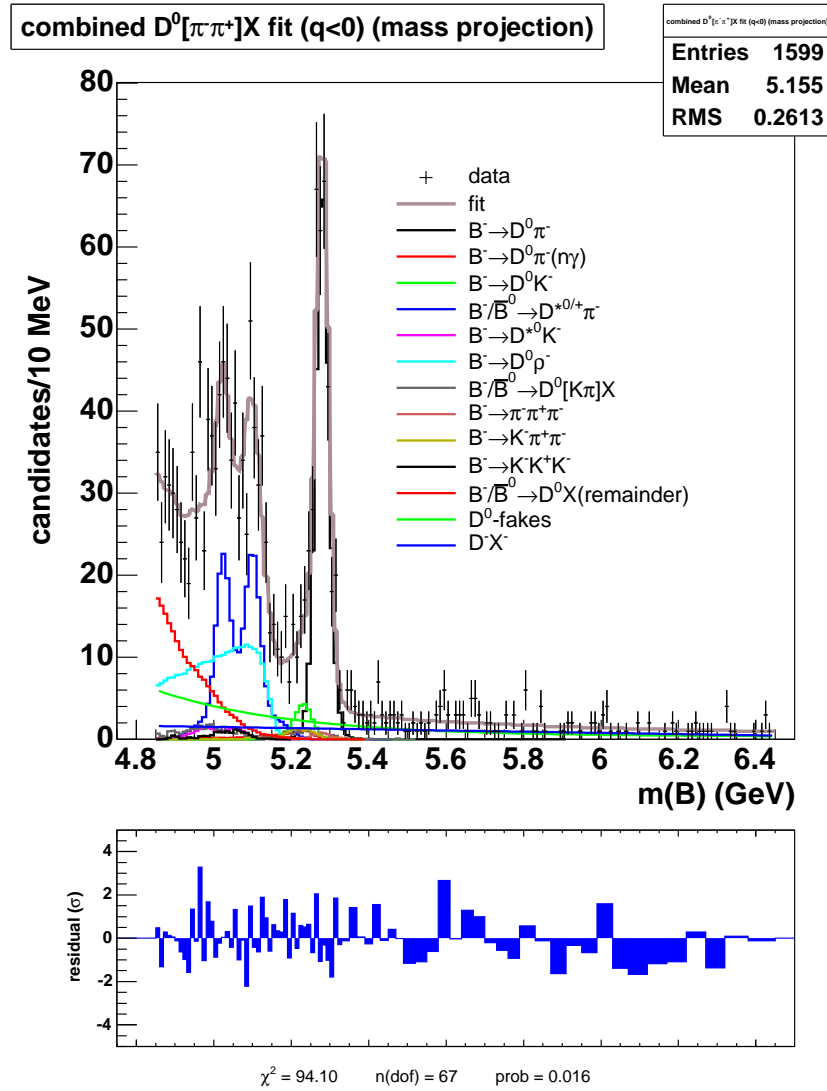 combined D⁰[π⁻π⁺]X fit (q<0) (mass projection)
combined D⁰[π⁻π⁺]X fit (q<0) (mass projection)
Entries 1599
Mean 5.155
RMS 0.2613
candidates/10 MeV
80
70
60
50
40
30
20
10
0
data
fit
B⁻→D⁰π⁻
B⁻→D⁰π⁻(nγ)
B⁻→D⁰K⁻
B⁻/B̅⁰→D*⁰/⁺π⁻
B⁻→D*⁰K⁻
B⁻→D⁰ρ⁻
B⁻/B̅⁰→D⁰[Kπ]X
B⁻→π⁻π⁺π⁻
B⁻→K⁻π⁺π⁻
B⁻→K⁻K⁺K⁻
B⁻/B̅⁰→D⁰X(remainder)
D⁰-fakes
D⁻X⁻
4.8 5 5.2 5.4 5.6 5.8 6 6.2 6.4
m(B) (GeV)
residual (σ)
4
2
0
-2
-4
χ² = 94.10 n(dof) = 67 prob = 0.016